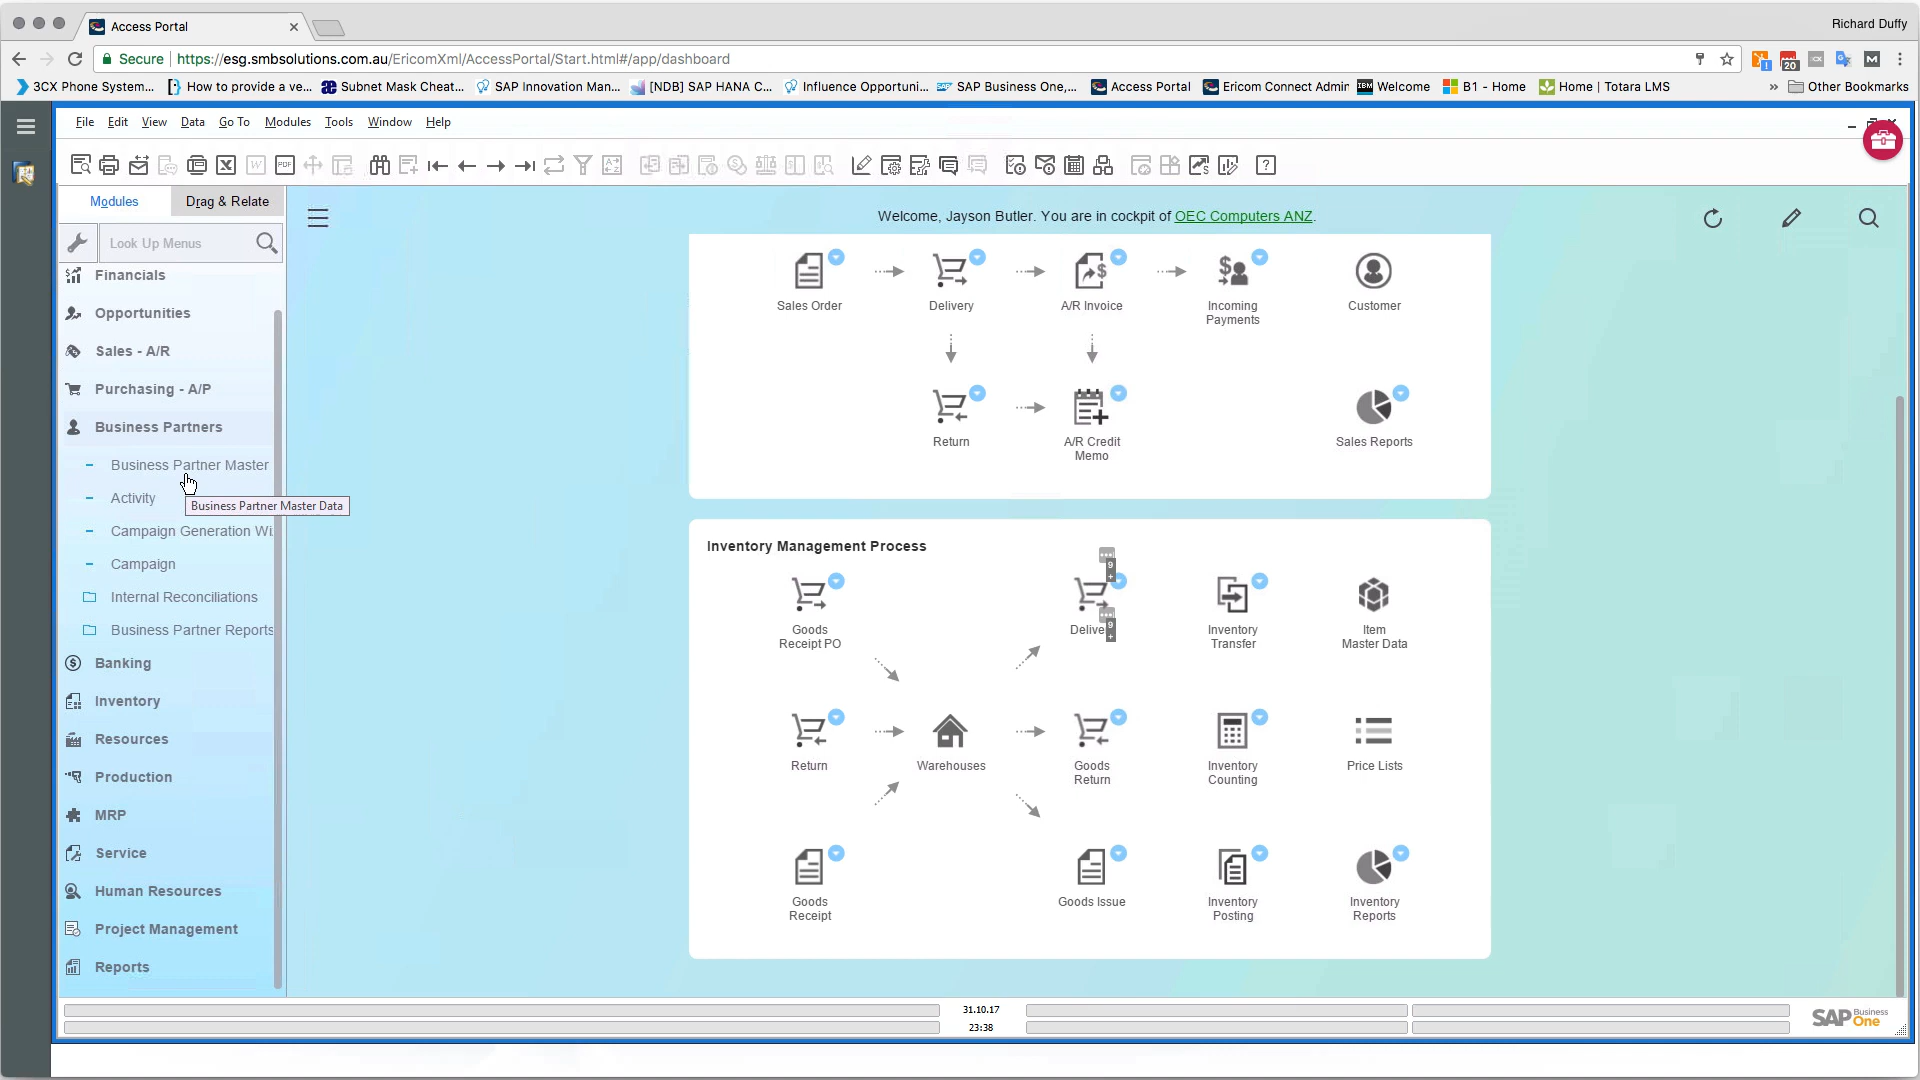 Access Portal
Richard Duffy
Secure
https://esg.smbsolutions.com.au/EricomXml/AccessPortal/Start.html#/app/dashboard
20
3CX Phone System...
How to provide a ve...
Subnet Mask Cheat...
SAP Innovation Man...
[NDB] SAP HANA C...
Influence Opportuni...
SAP Business One,...
Access Portal
Ericom Connect Admin
Welcome
B1 - Home
Home | Totara LMS
»
Other Bookmarks
File Edit View Data Go To Modules Tools Window Help
Modules
Drag & Relate
Look Up Menus
Financials
Opportunities
Sales - A/R
Purchasing - A/P
Business Partners
Business Partner Master
Activity
Business Partner Master Data
Campaign Generation Wi
Campaign
Internal Reconciliations
Business Partner Reports
Banking
Inventory
Resources
Production
MRP
Service
Human Resources
Project Management
Reports
Welcome, Jayson Butler. You are in cockpit of OEC Computers ANZ.
Sales Order
Delivery
A/R Invoice
Incoming
Payments
Customer
Return
A/R Credit
Memo
Sales Reports
Inventory Management Process
9
+
9
+
Goods
Receipt PO
Delive
Inventory
Transfer
Item
Master Data
Return
Warehouses
Goods
Return
Inventory
Counting
Price Lists
Goods
Receipt
Goods Issue
Inventory
Posting
Inventory
Reports
31.10.17
23:38
SAP Business
One